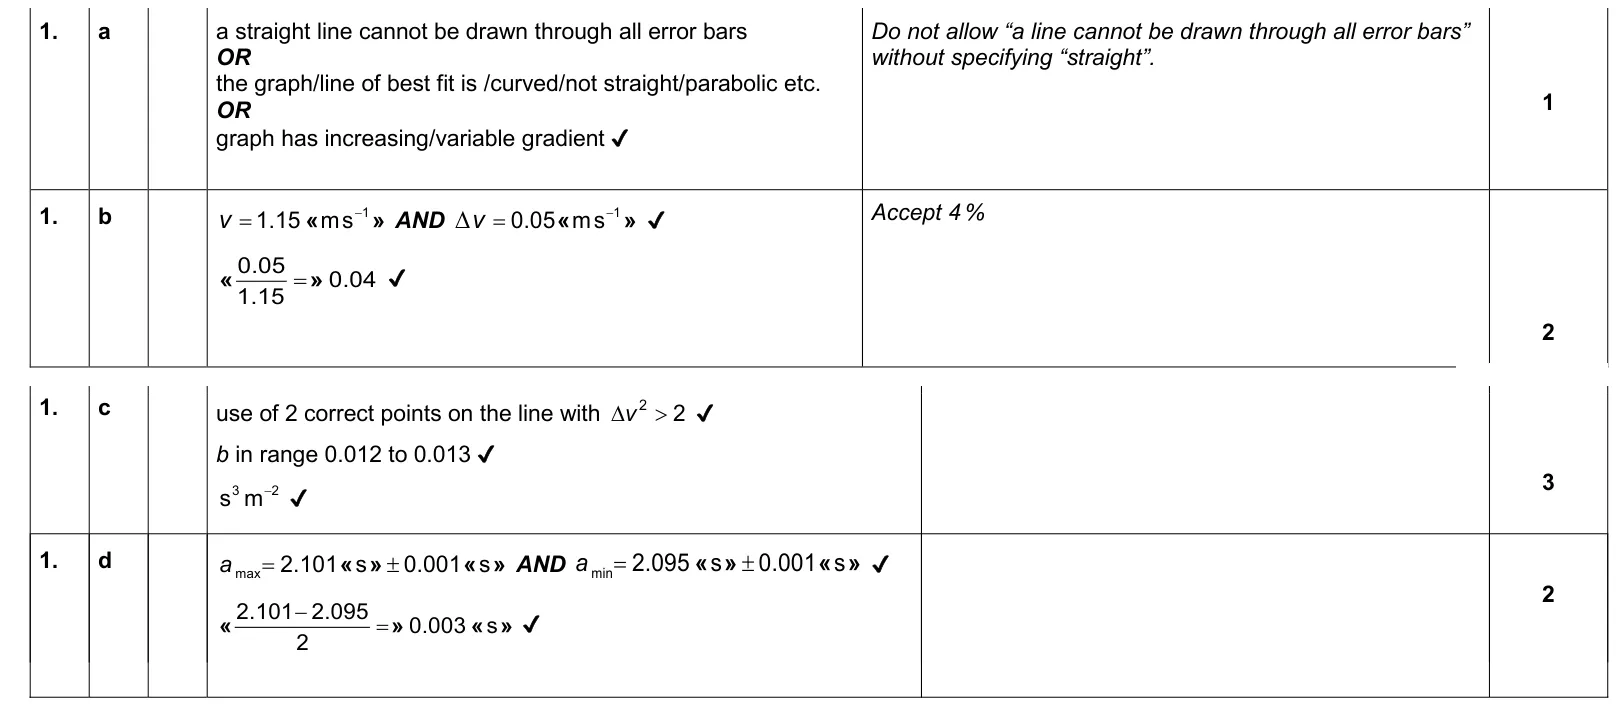 1. a a straight line cannot be drawn through all error bars Do not allow “a line cannot be drawn through all error bars”
OR without specifying “straight”.
the graph/line of best fit is /curved/not straight/parabolic etc.
OR 1
graph has increasing/variable gradient ✓
1. b v = 1.15 «m s⁻¹» AND Δv = 0.05«m s⁻¹» ✓ Accept 4 %
« 0.05/1.15 = » 0.04 ✓
2
1. c use of 2 correct points on the line with Δv² > 2 ✓
b in range 0.012 to 0.013 ✓
3
s³ m⁻² ✓
1. d a max = 2.101 «s» ± 0.001 «s» AND a min = 2.095 «s» ± 0.001 «s» ✓
2
« (2.101 − 2.095)/2 = » 0.003 «s» ✓